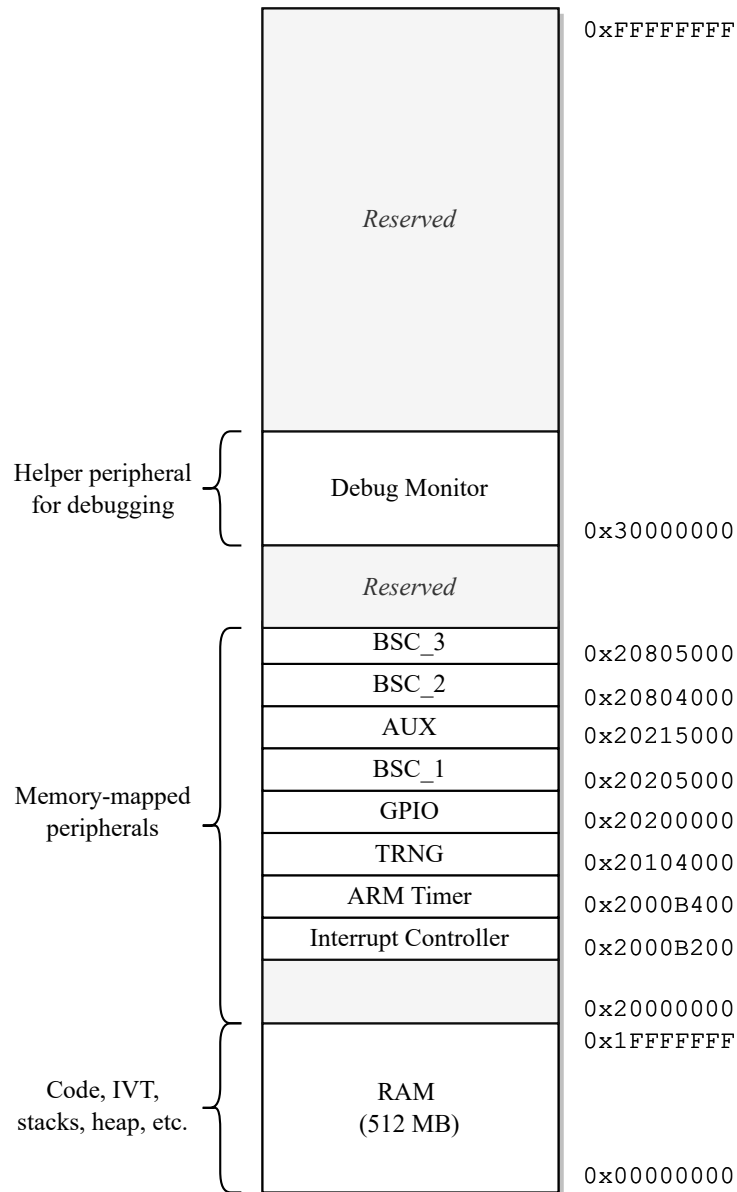 0xFFFFFFFF
Reserved
Helper peripheral
for debugging
Debug Monitor
0x30000000
Reserved
BSC_3
0x20805000
BSC_2
0x20804000
AUX
0x20215000
BSC_1
0x20205000
Memory-mapped
peripherals
GPIO
0x20200000
TRNG
0x20104000
ARM Timer
0x2000B400
Interrupt Controller
0x2000B200
0x20000000
0x1FFFFFFF
Code, IVT,
stacks, heap, etc.
RAM
(512 MB)
0x00000000